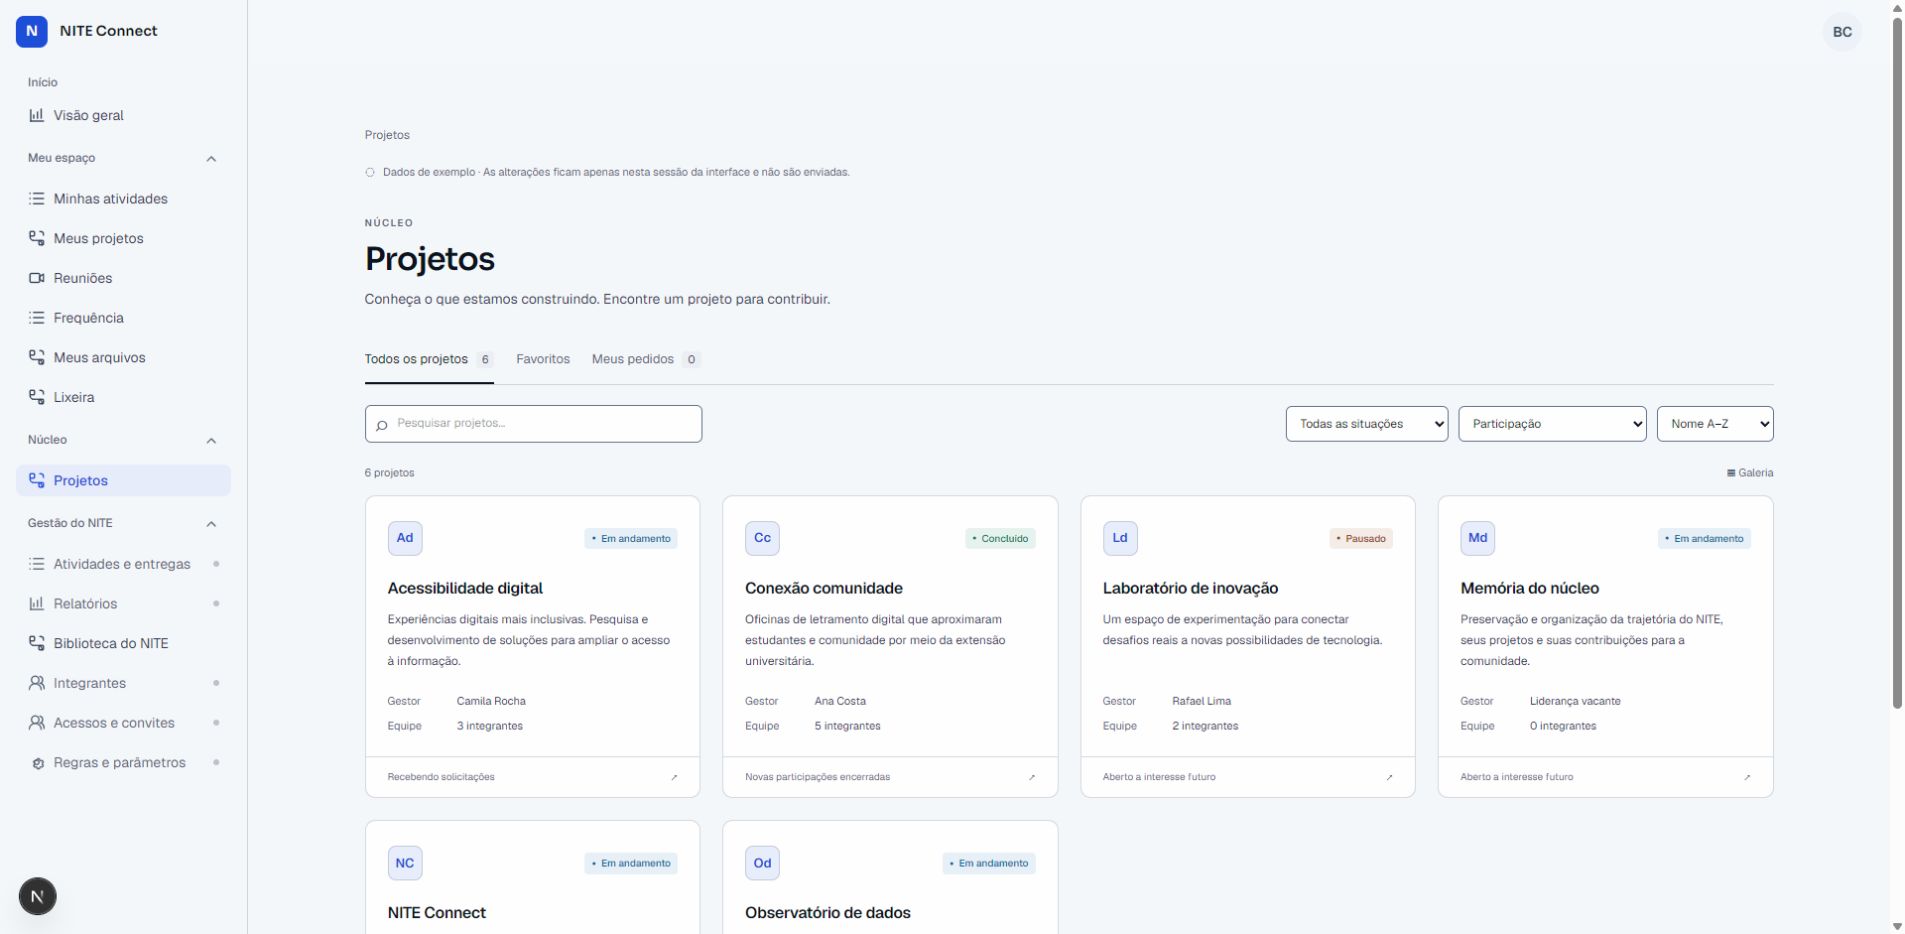 N NITE Connect
BC
Início
Visão geral
Meu espaço
Minhas atividades
Meus projetos
Reuniões
Frequência
Meus arquivos
Lixeira
Núcleo
Projetos
Gestão do NITE
Atividades e entregas
Relatórios
Biblioteca do NITE
Integrantes
Acessos e convites
Regras e parâmetros
N
Projetos
Dados de exemplo · As alterações ficam apenas nesta sessão da interface e não são enviadas.
NÚCLEO
Projetos
Conheça o que estamos construindo. Encontre um projeto para contribuir.
Todos os projetos 6 Favoritos Meus pedidos 0
Pesquisar projetos...
Todas as situações Participação Nome A–Z
6 projetos
Galeria
Ad • Em andamento
Acessibilidade digital
Experiências digitais mais inclusivas. Pesquisa e
desenvolvimento de soluções para ampliar o acesso
à informação.
Gestor Camila Rocha
Equipe 3 integrantes
Recebendo solicitações ↗
Cc • Concluído
Conexão comunidade
Oficinas de letramento digital que aproximaram
estudantes e comunidade por meio da extensão
universitária.
Gestor Ana Costa
Equipe 5 integrantes
Novas participações encerradas ↗
Ld • Pausado
Laboratório de inovação
Um espaço de experimentação para conectar
desafios reais a novas possibilidades de tecnologia.
Gestor Rafael Lima
Equipe 2 integrantes
Aberto a interesse futuro ↗
Md • Em andamento
Memória do núcleo
Preservação e organização da trajetória do NITE,
seus projetos e suas contribuições para a
comunidade.
Gestor Liderança vacante
Equipe 0 integrantes
Aberto a interesse futuro ↗
NC • Em andamento
NITE Connect
Od • Em andamento
Observatório de dados